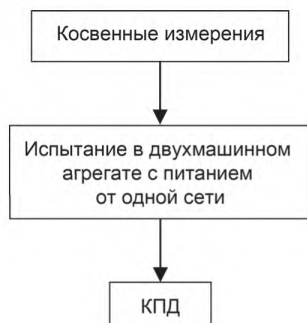 Косвенные измерения
Испытание в двухмашинном
агрегате с питанием
от одной сети
КПД